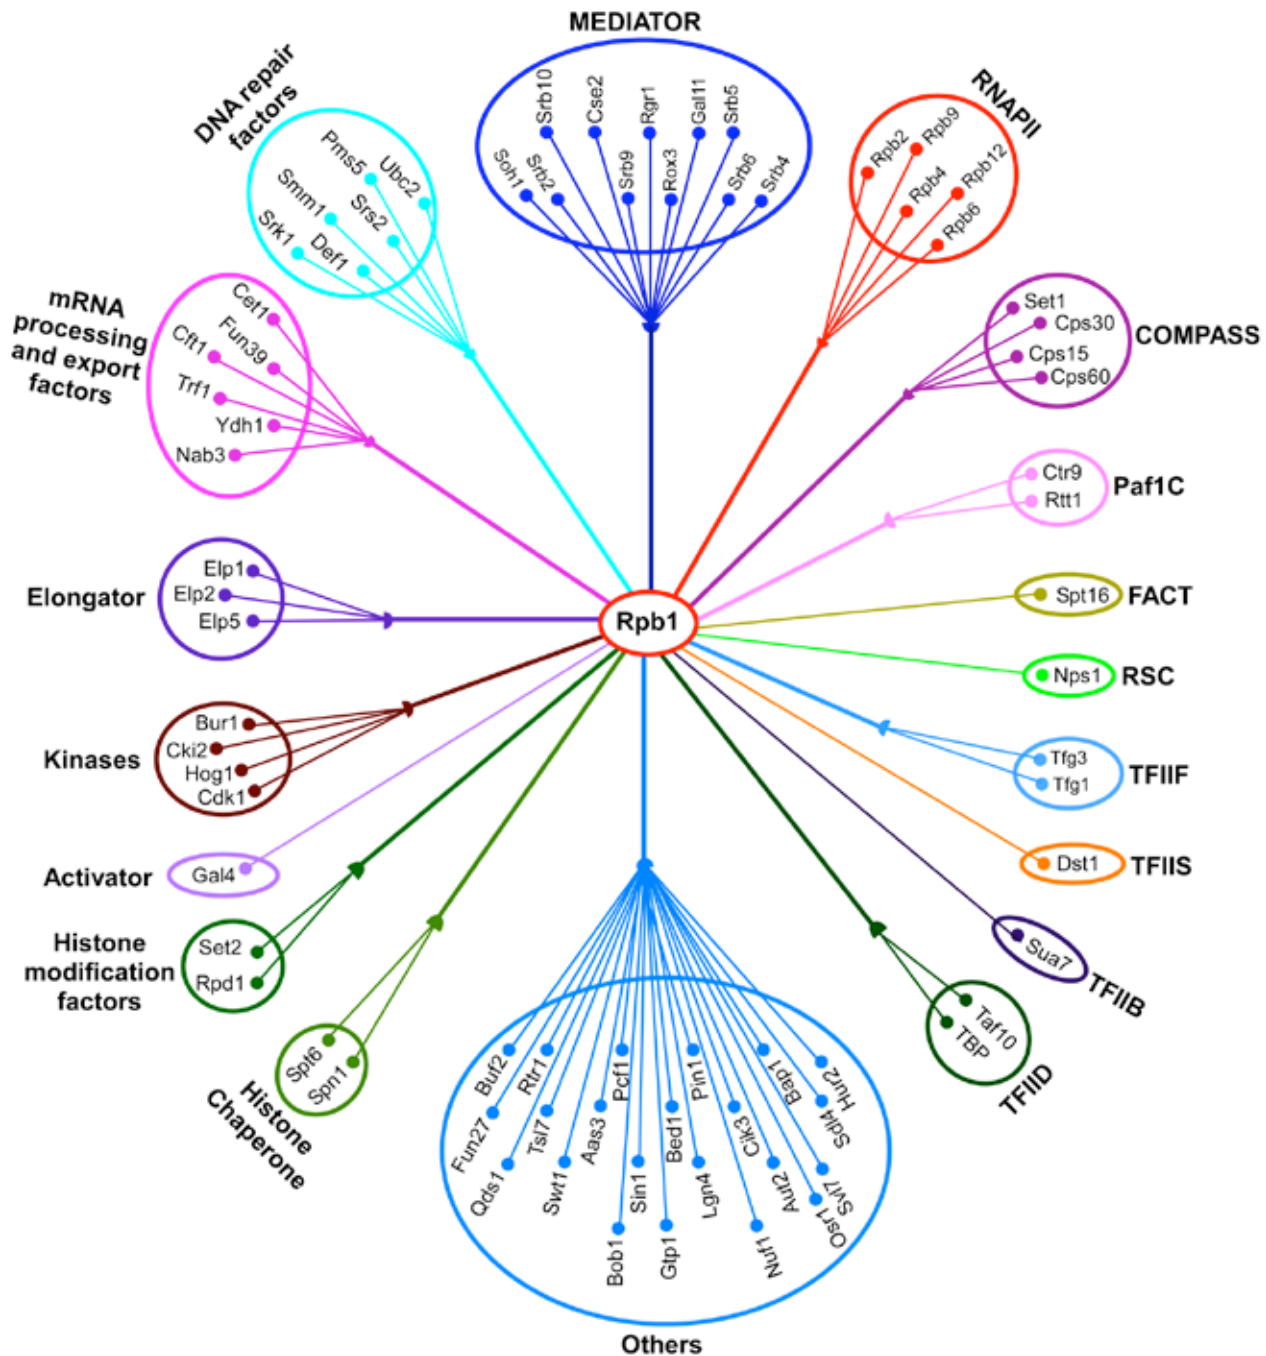 MEDIATOR
Srb10
Cse2
Rgr1
Gal11
Srb5
Soh1
Srb2
Srb9
Rox3
Srb6
Srb4
RNAPII
Rpb2
Rpb9
Rpb4
Rpb12
Rpb6
COMPASS
Set1
Cps30
Cps15
Cps60
Paf1C
Ctr9
Rtt1
FACT
Spt16
RSC
Nps1
TFIIF
Tfg3
Tfg1
TFIIS
Dst1
TFIIB
Sua7
TFIID
Taf10
TBP
Others
Buf2
Rtr1
Pcf1
Pin1
Bap1
Hur2
Fun27
Tsl7
Aas3
Bed1
Cik3
Sdl4
Qds1
Swt1
Sin1
Lgn4
Aut2
Svl7
Osr1
Bob1
Gtp1
Nuf1
Histone
Chaperone
Spt6
Spn1
Histone
modification
factors
Set2
Rpd1
Activator
Gal4
Kinases
Bur1
Cki2
Hog1
Cdk1
Elongator
Elp1
Elp2
Elp5
mRNA
processing
and export
factors
Cet1
Fun39
Cft1
Trf1
Ydh1
Nab3
DNA repair
factors
Pms5
Ubc2
Smm1
Srs2
Srk1
Def1
Rpb1